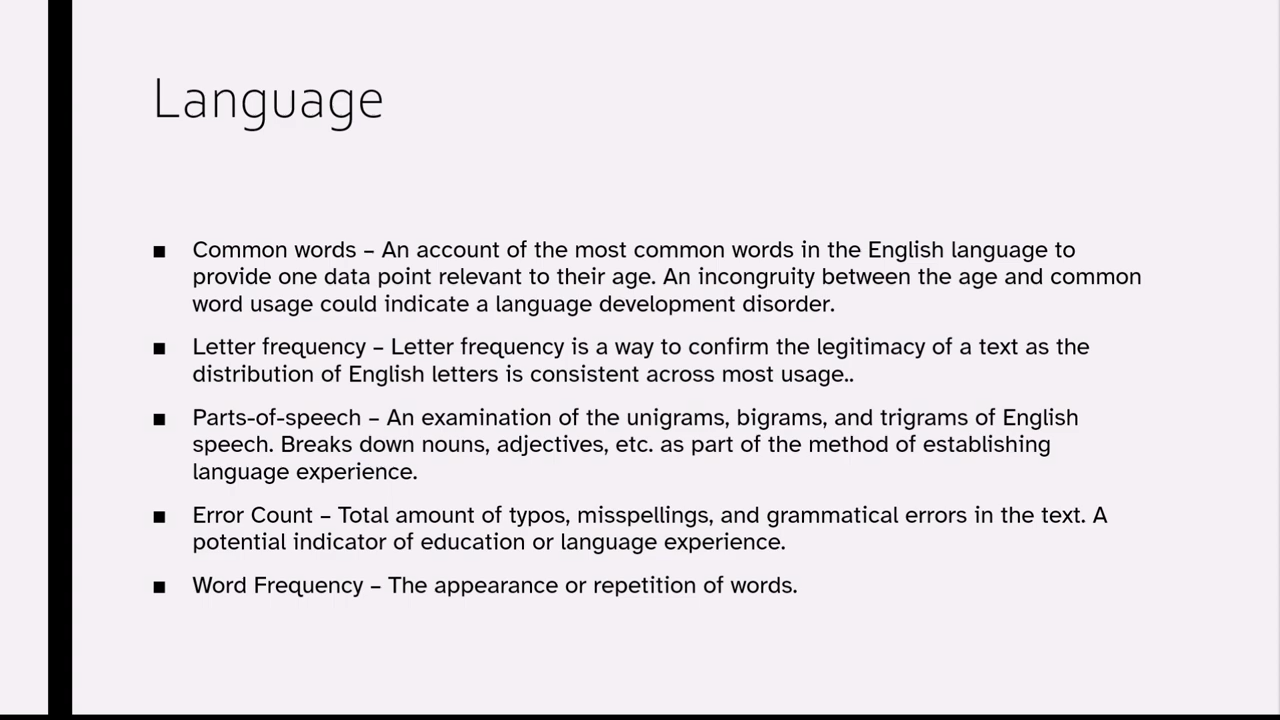 Language
■ Common words – An account of the most common words in the English language to
provide one data point relevant to their age. An incongruity between the age and common
word usage could indicate a language development disorder.
■ Letter frequency – Letter frequency is a way to confirm the legitimacy of a text as the
distribution of English letters is consistent across most usage..
■ Parts-of-speech – An examination of the unigrams, bigrams, and trigrams of English
speech. Breaks down nouns, adjectives, etc. as part of the method of establishing
language experience.
■ Error Count – Total amount of typos, misspellings, and grammatical errors in the text. A
potential indicator of education or language experience.
■ Word Frequency – The appearance or repetition of words.